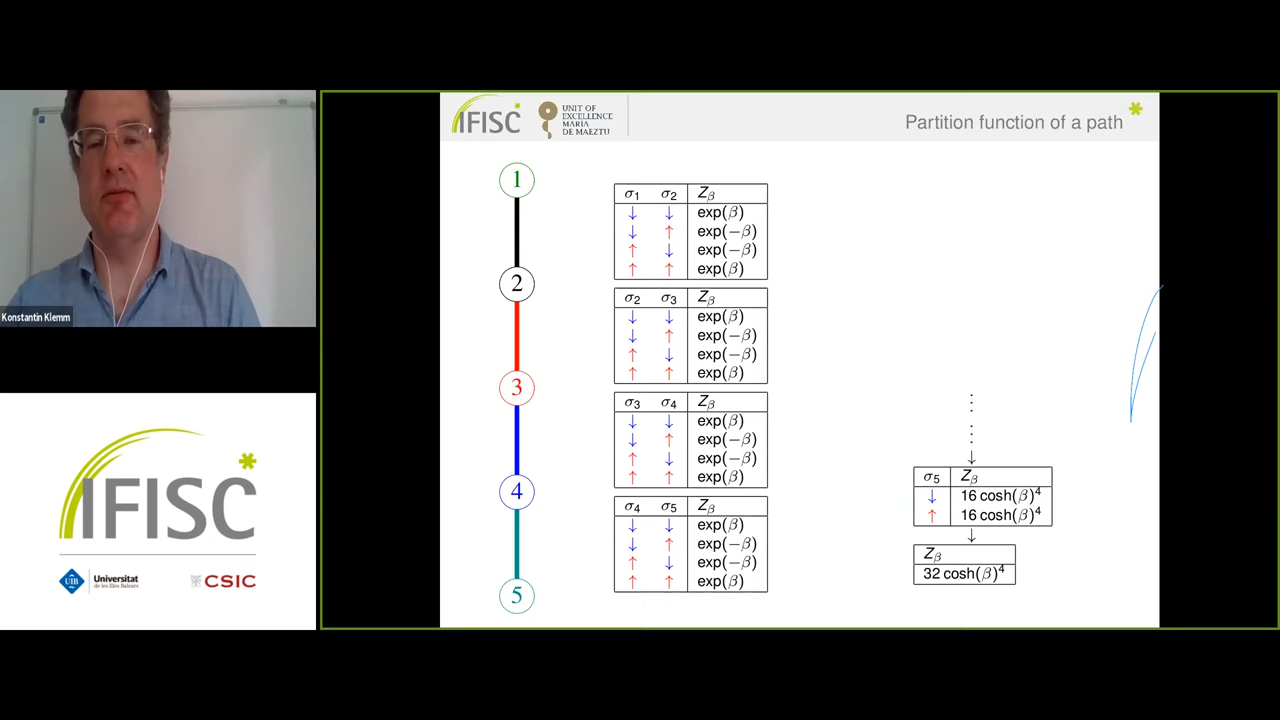 Konstantin Klemm
IFISC
UIB Universitat
de les Illes Balears
CSIC
IFISC
UNIT OF
EXCELLENCE
MARÍA
DE MAEZTU
Partition function of a path
1
2
3
4
5
σ1 σ2 Zβ
↓ ↓ exp(β)
↓ ↑ exp(−β)
↑ ↓ exp(−β)
↑ ↑ exp(β)
σ2 σ3 Zβ
↓ ↓ exp(β)
↓ ↑ exp(−β)
↑ ↓ exp(−β)
↑ ↑ exp(β)
σ3 σ4 Zβ
↓ ↓ exp(β)
↓ ↑ exp(−β)
↑ ↓ exp(−β)
↑ ↑ exp(β)
σ4 σ5 Zβ
↓ ↓ exp(β)
↓ ↑ exp(−β)
↑ ↓ exp(−β)
↑ ↑ exp(β)
σ5 Zβ
↓ 16 cosh(β)⁴
↑ 16 cosh(β)⁴
Zβ
32 cosh(β)⁴